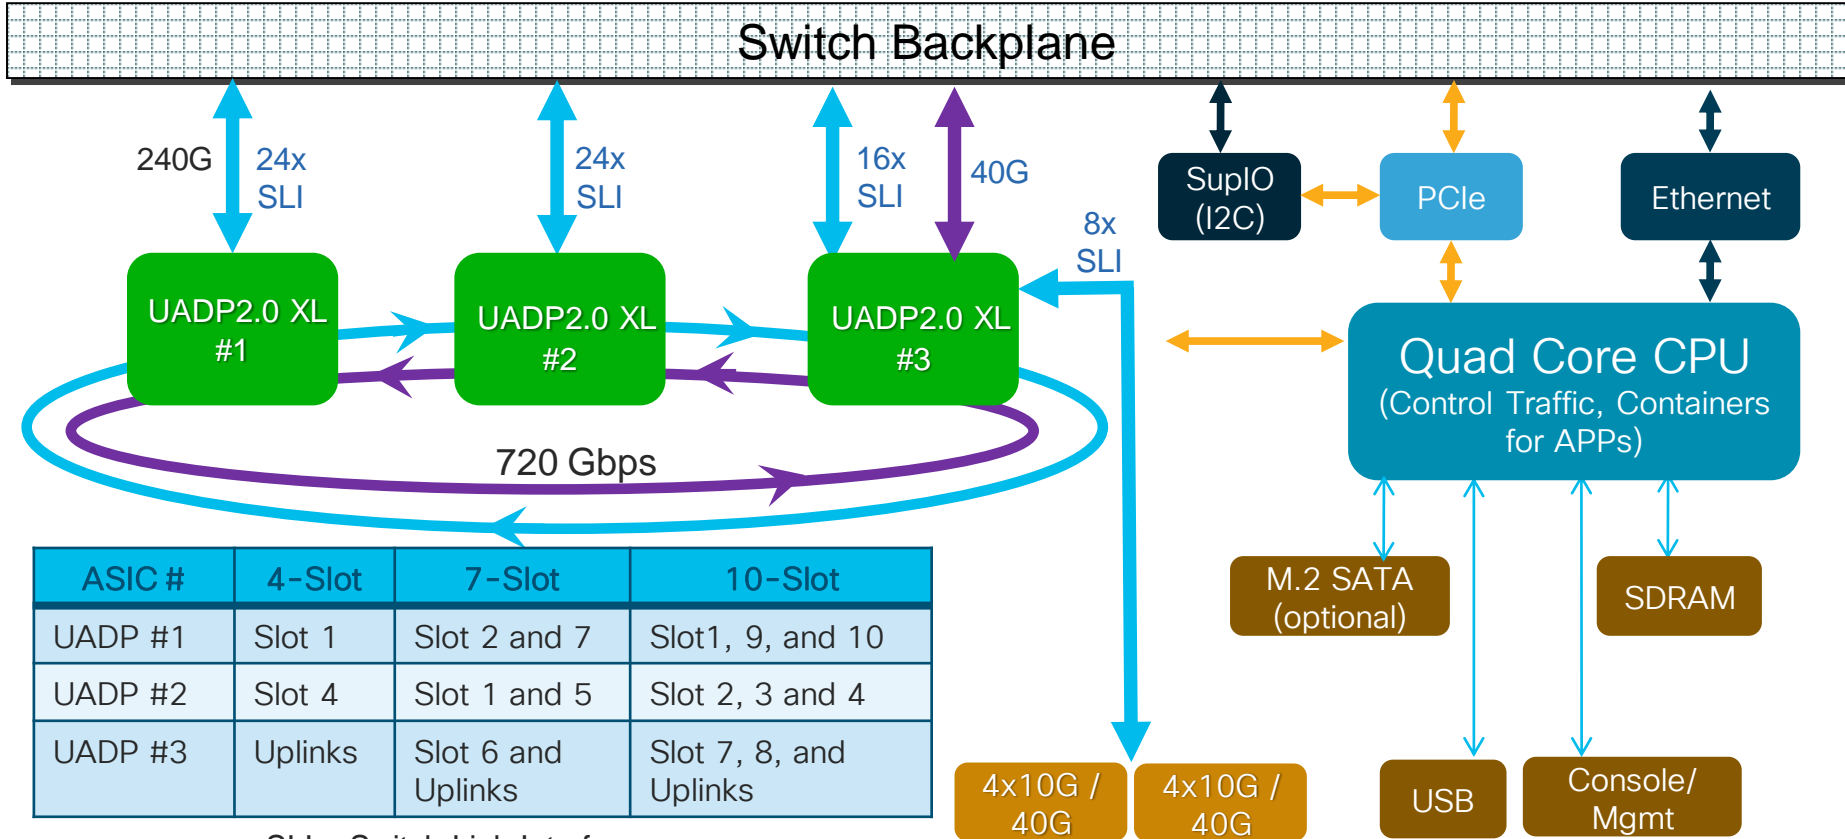 Switch Backplane
240G
24x
SLI
24x
SLI
16x
SLI
40G
8x
SLI
SupIO
(I2C)
PCIe
Ethernet
UADP2.0 XL
#1
UADP2.0 XL
#2
UADP2.0 XL
#3
720 Gbps
Quad Core CPU
(Control Traffic, Containers
for APPs)
M.2 SATA
(optional)
SDRAM
USB
Console/
Mgmt
4x10G /
40G
4x10G /
40G
ASIC # 4-Slot 7-Slot 10-Slot
UADP #1 Slot 1 Slot 2 and 7 Slot1, 9, and 10
UADP #2 Slot 4 Slot 1 and 5 Slot 2, 3 and 4
UADP #3 Uplinks Slot 6 and Slot 7, 8, and
Uplinks Uplinks